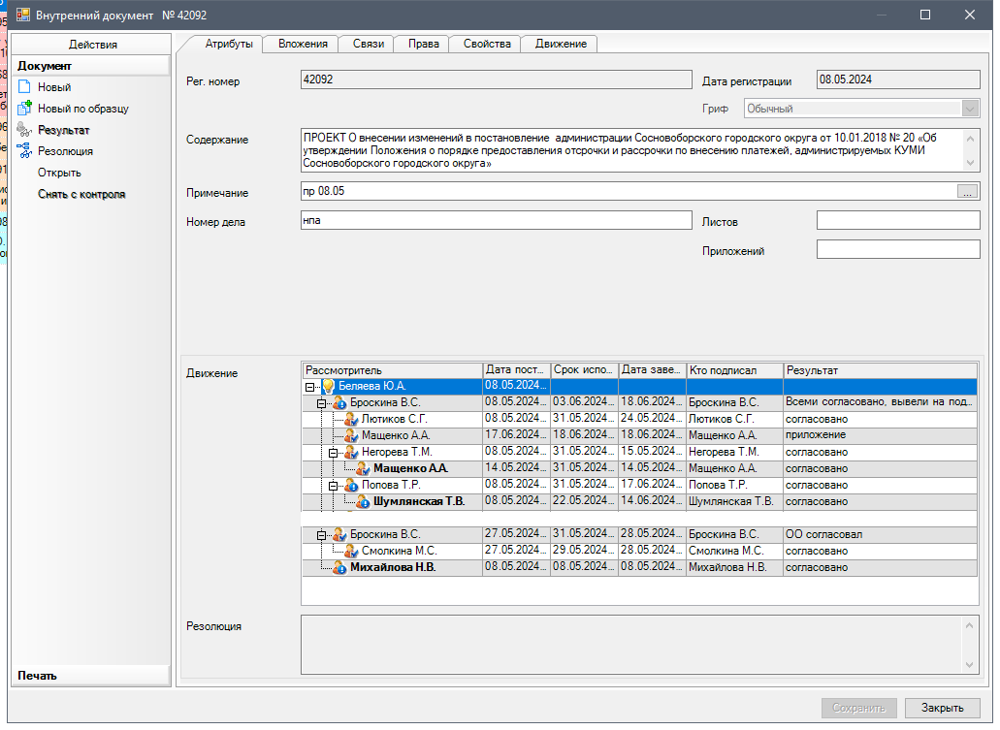 Внутренний документ № 42092
Действия
Документ
Новый
Новый по образцу
Результат
Резолюция
Открыть
Снять с контроля
Печать
Атрибуты Вложения Связи Права Свойства Движение
Рег. номер 42092 Дата регистрации 08.05.2024
Гриф Обычный
Содержание
ПРОЕКТ О внесении изменений в постановление администрации Сосновоборского городского округа от 10.01.2018 № 20 «Об
утверждении Положения о порядке предоставления отсрочки и рассрочки по внесению платежей, администрируемых КУМИ
Сосновоборского городского округа»
Примечание пр 08.05 ...
Номер дела нпа Листов
Приложений
Движение
Рассмотритель Дата пост... Срок испо... Дата заве... Кто подписал Результат
Беляева Ю.А. 08.05.2024...
Броскина В.С. 08.05.2024... 03.06.2024... 18.06.2024... Броскина В.С. Всеми согласовано, вывели на под...
Лютиков С.Г. 08.05.2024... 31.05.2024... 24.05.2024... Лютиков С.Г. согласовано
Мащенко А.А. 17.06.2024... 18.06.2024... 18.06.2024... Мащенко А.А. приложение
Негорева Т.М. 08.05.2024... 31.05.2024... 15.05.2024... Негорева Т.М. согласовано
Мащенко А.А. 14.05.2024... 31.05.2024... 14.05.2024... Мащенко А.А. согласовано
Попова Т.Р. 08.05.2024... 31.05.2024... 17.06.2024... Попова Т.Р. согласовано
Шумлянская Т.В. 08.05.2024... 22.05.2024... 14.06.2024... Шумлянская Т.В. согласовано
Броскина В.С. 27.05.2024... 31.05.2024... 28.05.2024... Броскина В.С. ОО согласовал
Смолкина М.С. 27.05.2024... 29.05.2024... 28.05.2024... Смолкина М.С. согласовано
Михайлова Н.В. 08.05.2024... 08.05.2024... 08.05.2024... Михайлова Н.В. согласовано
Резолюция
Сохранить Закрыть